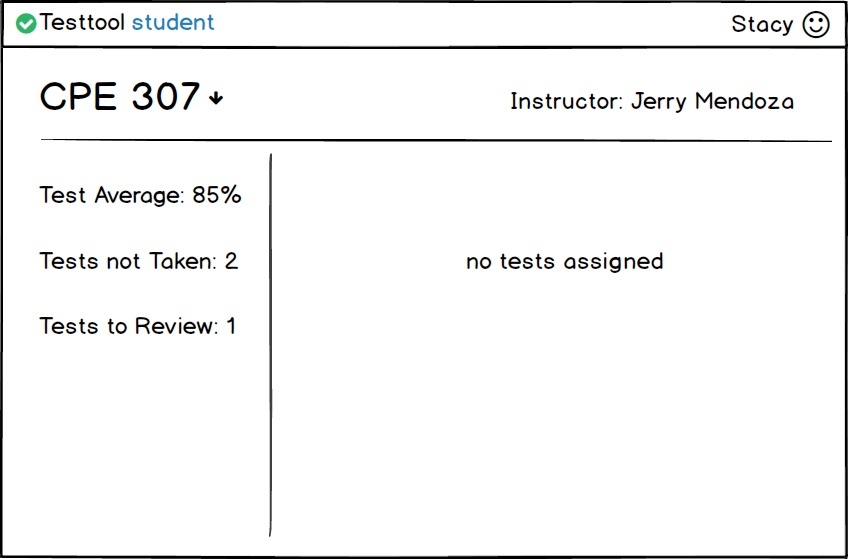 Testtool student
Stacy
CPE 307
Instructor: Jerry Mendoza
Test Average: 85%
Tests not Taken: 2
Tests to Review: 1
no tests assigned